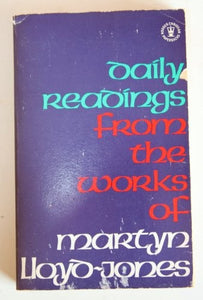 daily
readings
from
the
works
of
martyn
lloyd-jones